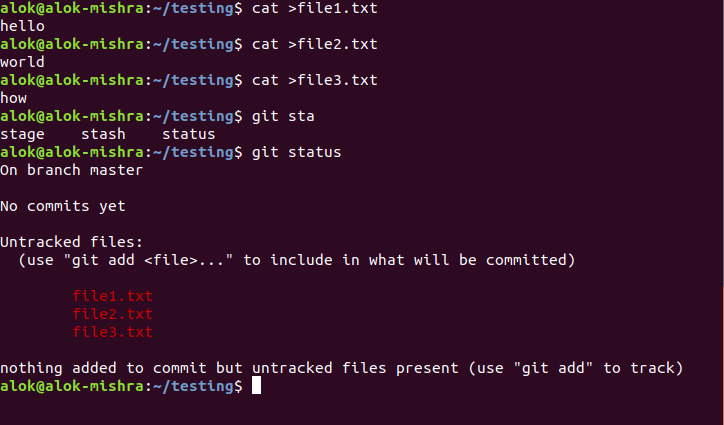 alok@alok-mishra:~/testing$ cat >file1.txt
hello
alok@alok-mishra:~/testing$ cat >file2.txt
world
alok@alok-mishra:~/testing$ cat >file3.txt
how
alok@alok-mishra:~/testing$ git sta
stage    stash    status
alok@alok-mishra:~/testing$ git status
On branch master

No commits yet

Untracked files:
  (use "git add <file>..." to include in what will be committed)

        file1.txt
        file2.txt
        file3.txt

nothing added to commit but untracked files present (use "git add" to track)
alok@alok-mishra:~/testing$